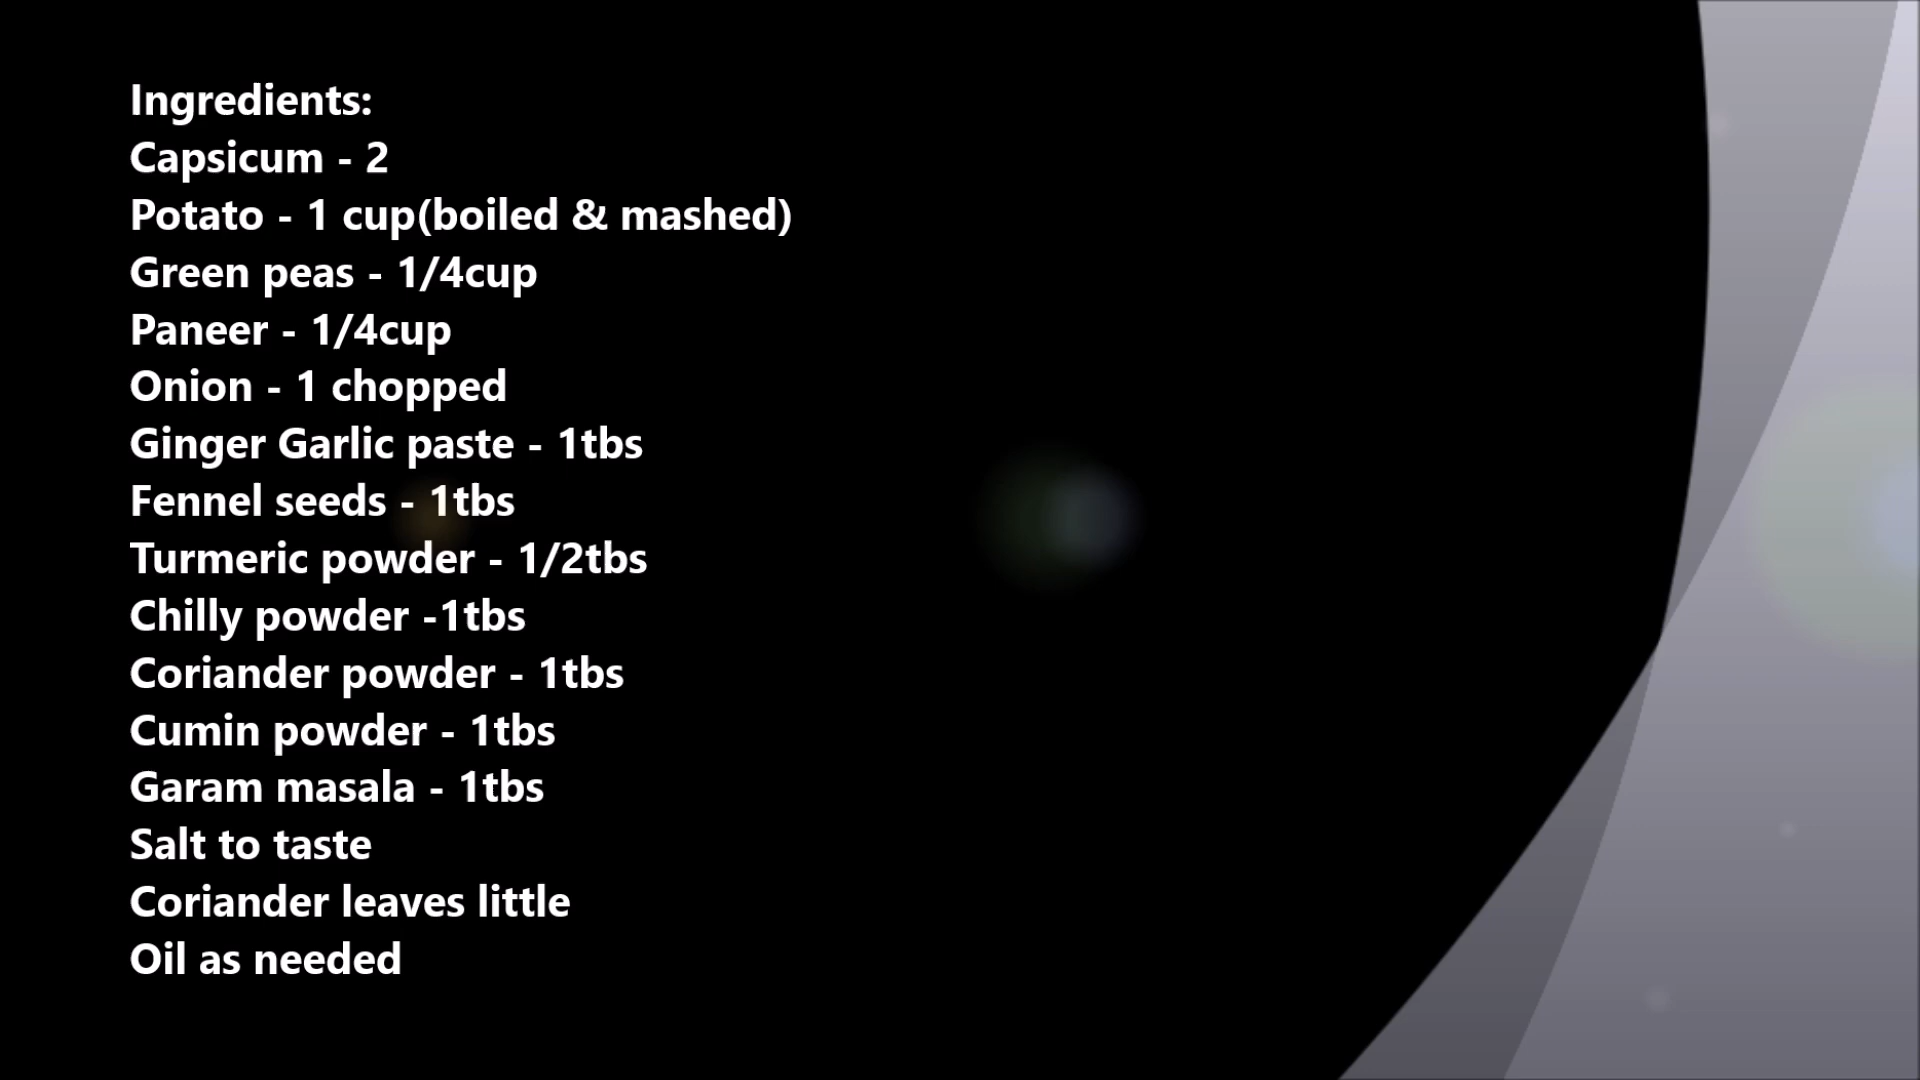 Ingredients:
Capsicum - 2
Potato - 1 cup(boiled & mashed)
Green peas - 1/4cup
Paneer - 1/4cup
Onion - 1 chopped
Ginger Garlic paste - 1tbs
Fennel seeds - 1tbs
Turmeric powder - 1/2tbs
Chilly powder -1tbs
Coriander powder - 1tbs
Cumin powder - 1tbs
Garam masala - 1tbs
Salt to taste
Coriander leaves little
Oil as needed